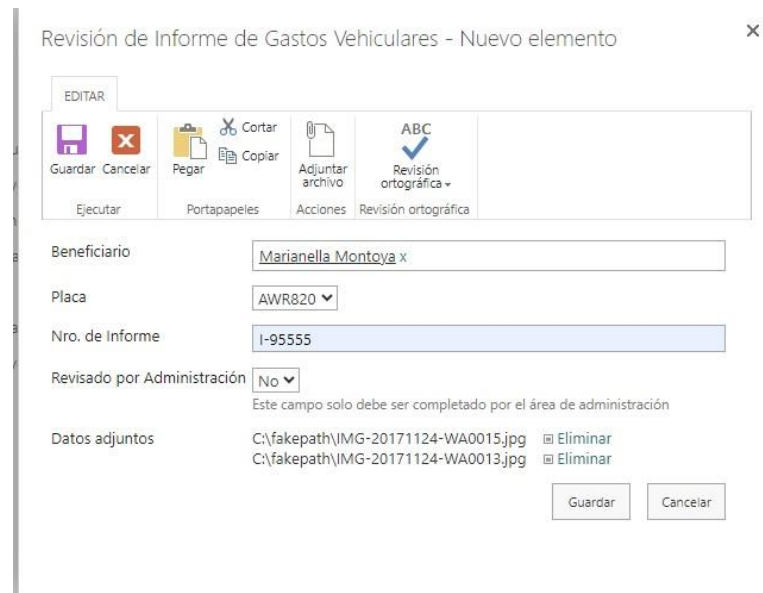 Revisión de Informe de Gastos Vehiculares - Nuevo elemento
EDITAR
Guardar
Cancelar
Pegar
Cortar
Copiar
Adjuntar
archivo
ABC
Revisión
ortográfica
Ejecutar
Portapapeles
Acciones
Revisión ortográfica
Beneficiario
Marianella Montoya x
Placa
AWR820
Nro. de Informe
I-95555
Revisado por Administración
No
Este campo solo debe ser completado por el área de administración
Datos adjuntos
C:\fakepath\IMG-20171124-WA0015.jpg Eliminar
C:\fakepath\IMG-20171124-WA0013.jpg Eliminar
Guardar
Cancelar